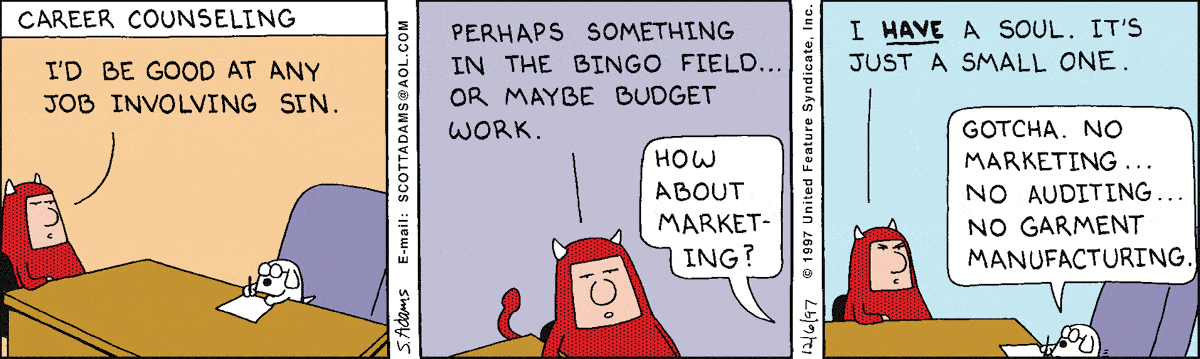 CAREER COUNSELING
I'D BE GOOD AT ANY
JOB INVOLVING SIN.
S. Adams
E-mail: SCOTTADAMS@AOL.COM
PERHAPS SOMETHING
IN THE BINGO FIELD...
OR MAYBE BUDGET
WORK.
HOW
ABOUT
MARKET-
ING?
12/6/97 © 1997 United Feature Syndicate, Inc.
I HAVE A SOUL. IT'S
JUST A SMALL ONE.
GOTCHA. NO
MARKETING...
NO AUDITING...
NO GARMENT
MANUFACTURING.